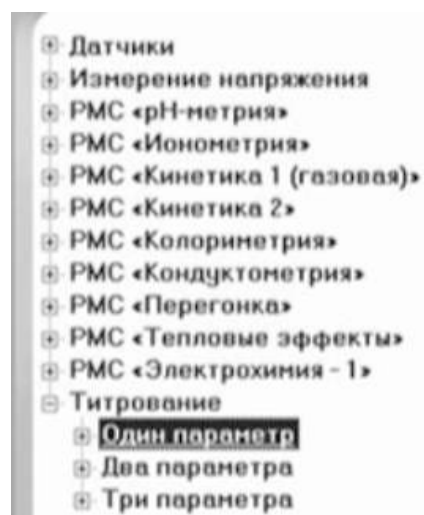 Датчики
Измерение напряжения
РМС «рН-метрия»
РМС «Ионометрия»
РМС «Кинетика 1 (газовая)»
РМС «Кинетика 2»
РМС «Колориметрия»
РМС «Кондуктометрия»
РМС «Перегонка»
РМС «Тепловые эффекты»
РМС «Электрохимия - 1»
Титрование
Один параметр
Два параметра
Три параметра